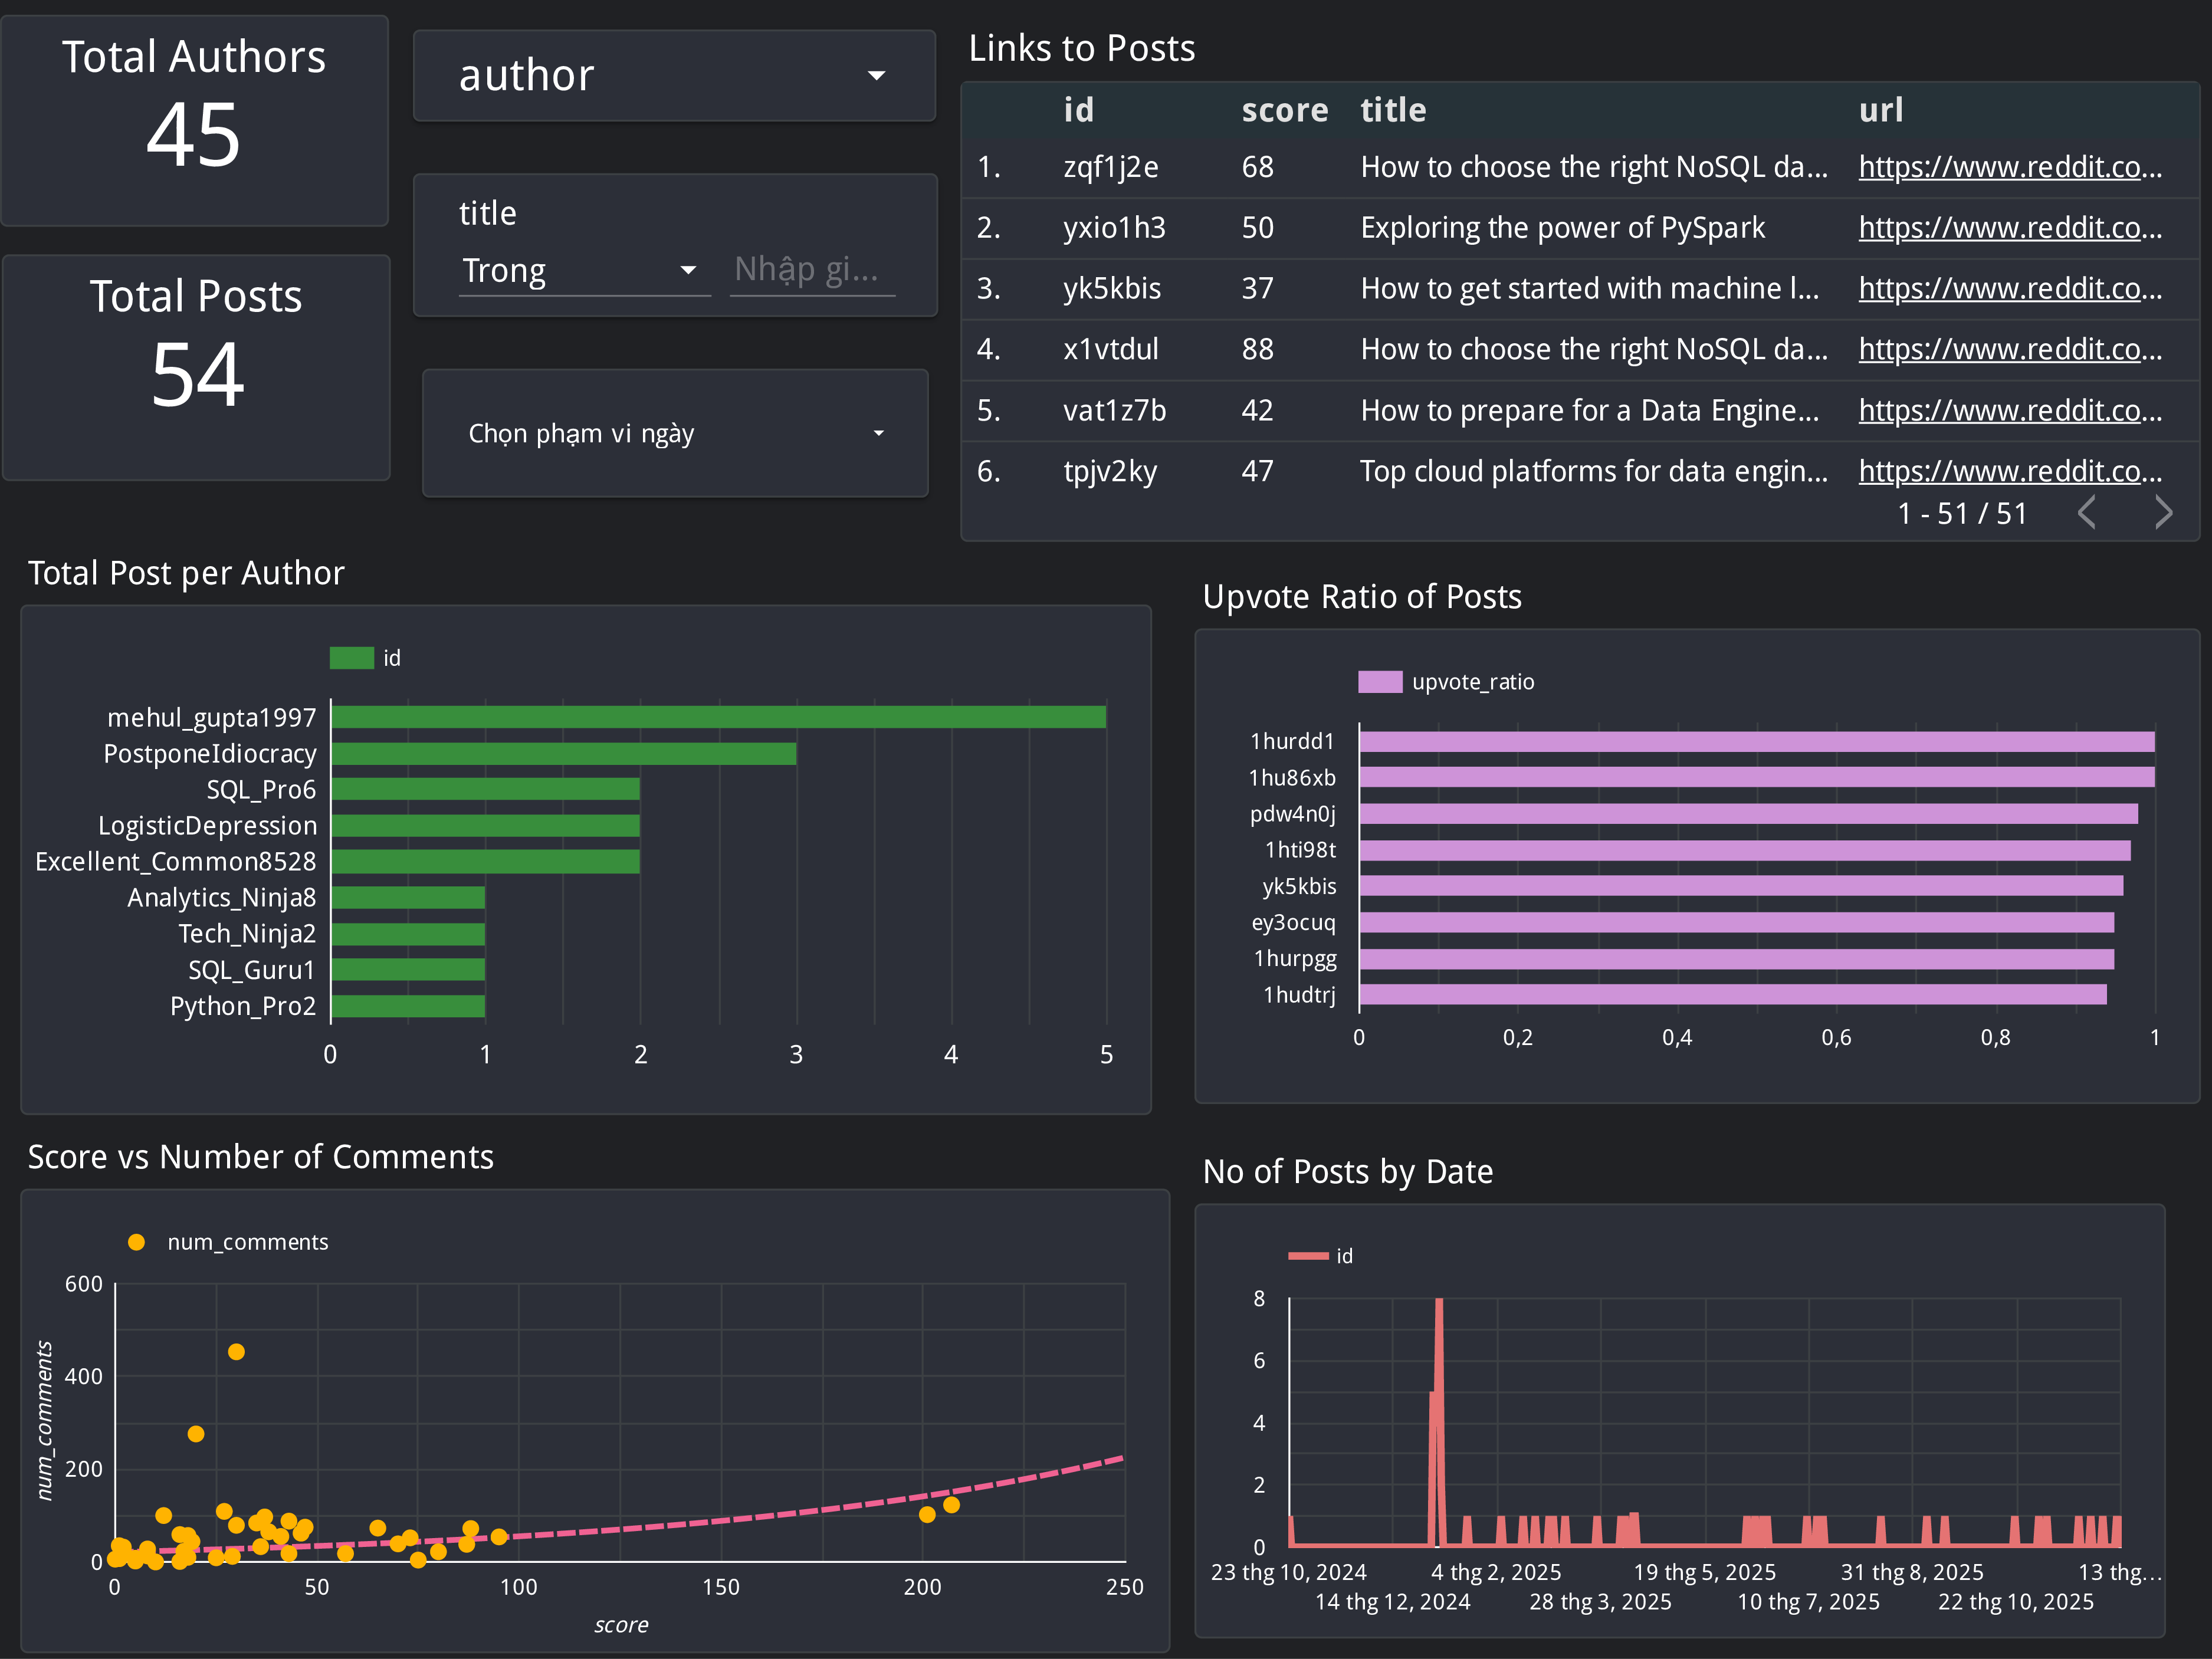 Total Authors
45
Total Posts
54
author
title
Trong
Nhập gi...
Chọn phạm vi ngày
Links to Posts
id score title url
1. zqf1j2e 68 How to choose the right NoSQL da... https://www.reddit.co...
2. yxio1h3 50 Exploring the power of PySpark https://www.reddit.co...
3. yk5kbis 37 How to get started with machine l... https://www.reddit.co...
4. x1vtdul 88 How to choose the right NoSQL da... https://www.reddit.co...
5. vat1z7b 42 How to prepare for a Data Engine... https://www.reddit.co...
6. tpjv2ky 47 Top cloud platforms for data engin... https://www.reddit.co...
1 - 51 / 51
Total Post per Author
id
mehul_gupta1997
PostponeIdiocracy
SQL_Pro6
LogisticDepression
Excellent_Common8528
Analytics_Ninja8
Tech_Ninja2
SQL_Guru1
Python_Pro2
0 1 2 3 4 5
Upvote Ratio of Posts
upvote_ratio
1hurdd1
1hu86xb
pdw4n0j
1hti98t
yk5kbis
ey3ocuq
1hurpgg
1hudtrj
0 0,2 0,4 0,6 0,8 1
Score vs Number of Comments
num_comments
600
400
200
0
num_comments
0 50 100 150 200 250
score
No of Posts by Date
id
8
6
4
2
0
23 thg 10, 2024 4 thg 2, 2025 19 thg 5, 2025 31 thg 8, 2025 13 thg...
14 thg 12, 2024 28 thg 3, 2025 10 thg 7, 2025 22 thg 10, 2025